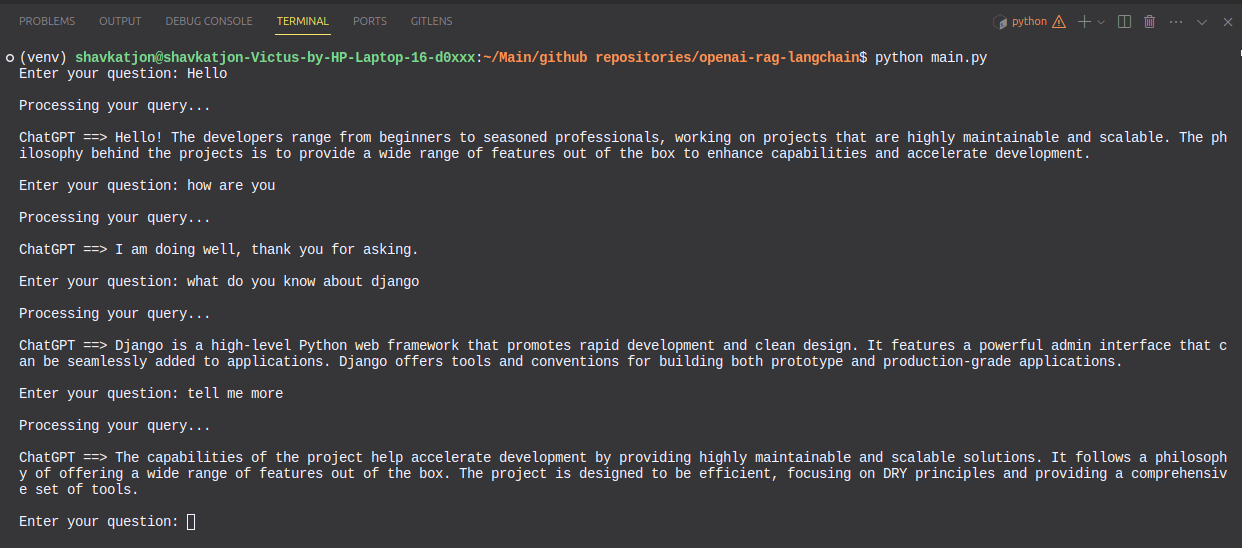 PROBLEMS OUTPUT DEBUG CONSOLE TERMINAL PORTS GITLENS python
(venv) shavkatjon@shavkatjon-Victus-by-HP-Laptop-16-d0xxx:~/Main/github repositories/openai-rag-langchain$ python main.py
Enter your question: Hello
Processing your query...
ChatGPT ==> Hello! The developers range from beginners to seasoned professionals, working on projects that are highly maintainable and scalable. The ph
ilosophy behind the projects is to provide a wide range of features out of the box to enhance capabilities and accelerate development.
Enter your question: how are you
Processing your query...
ChatGPT ==> I am doing well, thank you for asking.
Enter your question: what do you know about django
Processing your query...
ChatGPT ==> Django is a high-level Python web framework that promotes rapid development and clean design. It features a powerful admin interface that c
an be seamlessly added to applications. Django offers tools and conventions for building both prototype and production-grade applications.
Enter your question: tell me more
Processing your query...
ChatGPT ==> The capabilities of the project help accelerate development by providing highly maintainable and scalable solutions. It follows a philosoph
y of offering a wide range of features out of the box. The project is designed to be efficient, focusing on DRY principles and providing a comprehensiv
e set of tools.
Enter your question: